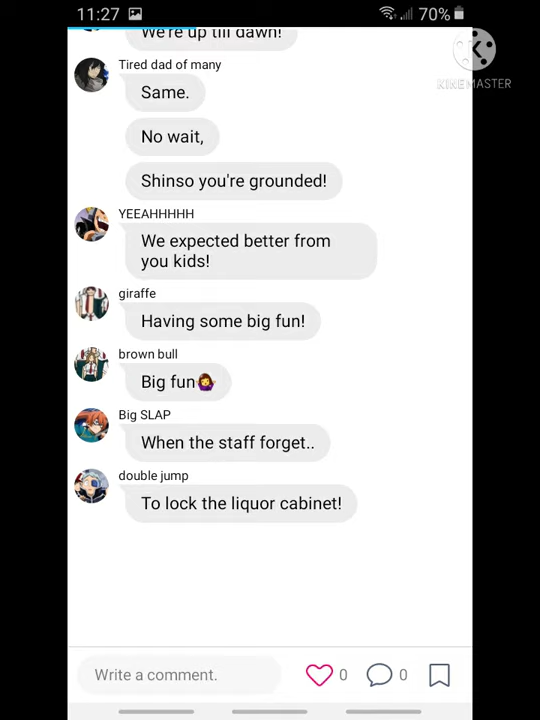 11:27
70%
We're up till dawn!
KINEMASTER
Tired dad of many
Same.
No wait,
Shinso you're grounded!
YEEAHHHHH
We expected better from
you kids!
giraffe
Having some big fun!
brown bull
Big fun🤷‍♀️
Big SLAP
When the staff forget..
double jump
To lock the liquor cabinet!
Write a comment.
0
0